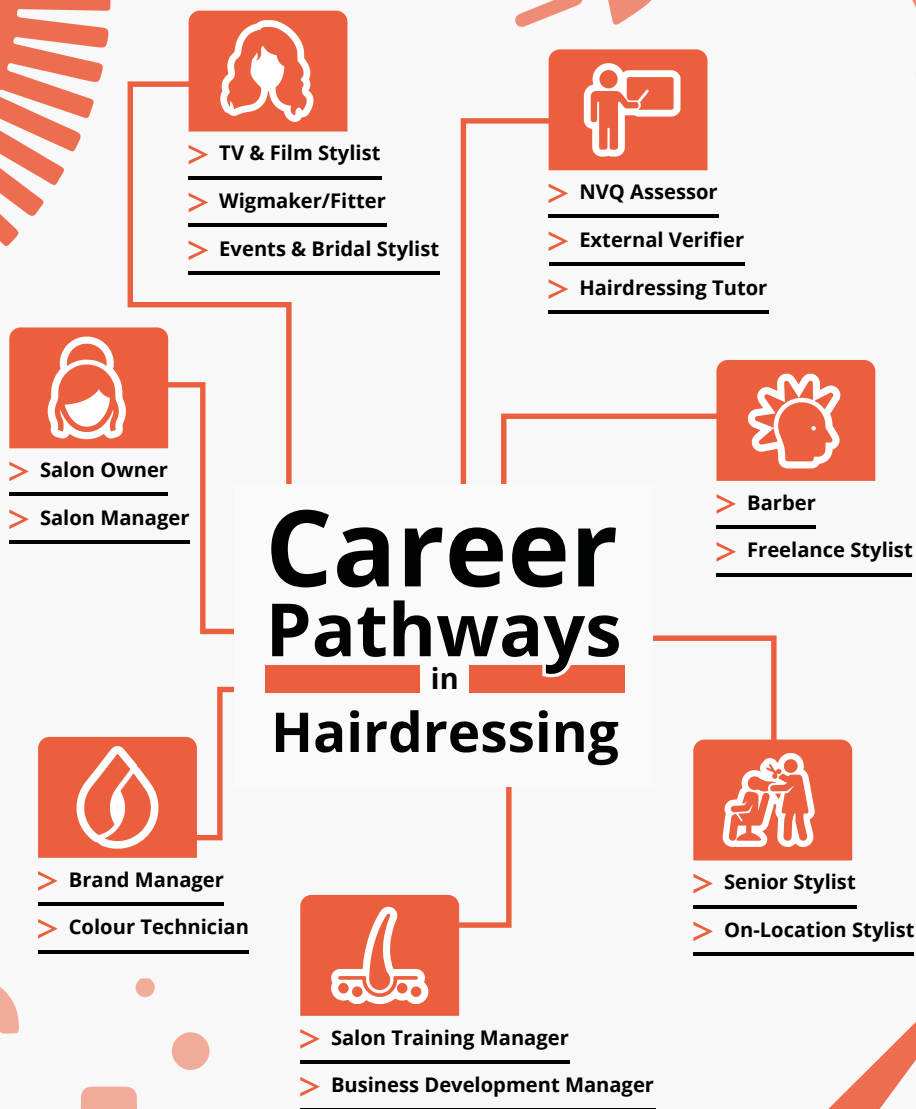 TV & Film Stylist
Wigmaker/Fitter
Events & Bridal Stylist
NVQ Assessor
External Verifier
Hairdressing Tutor
Salon Owner
Salon Manager
Barber
Freelance Stylist
Career
Pathways
in
Hairdressing
Brand Manager
Colour Technician
Senior Stylist
On-Location Stylist
Salon Training Manager
Business Development Manager